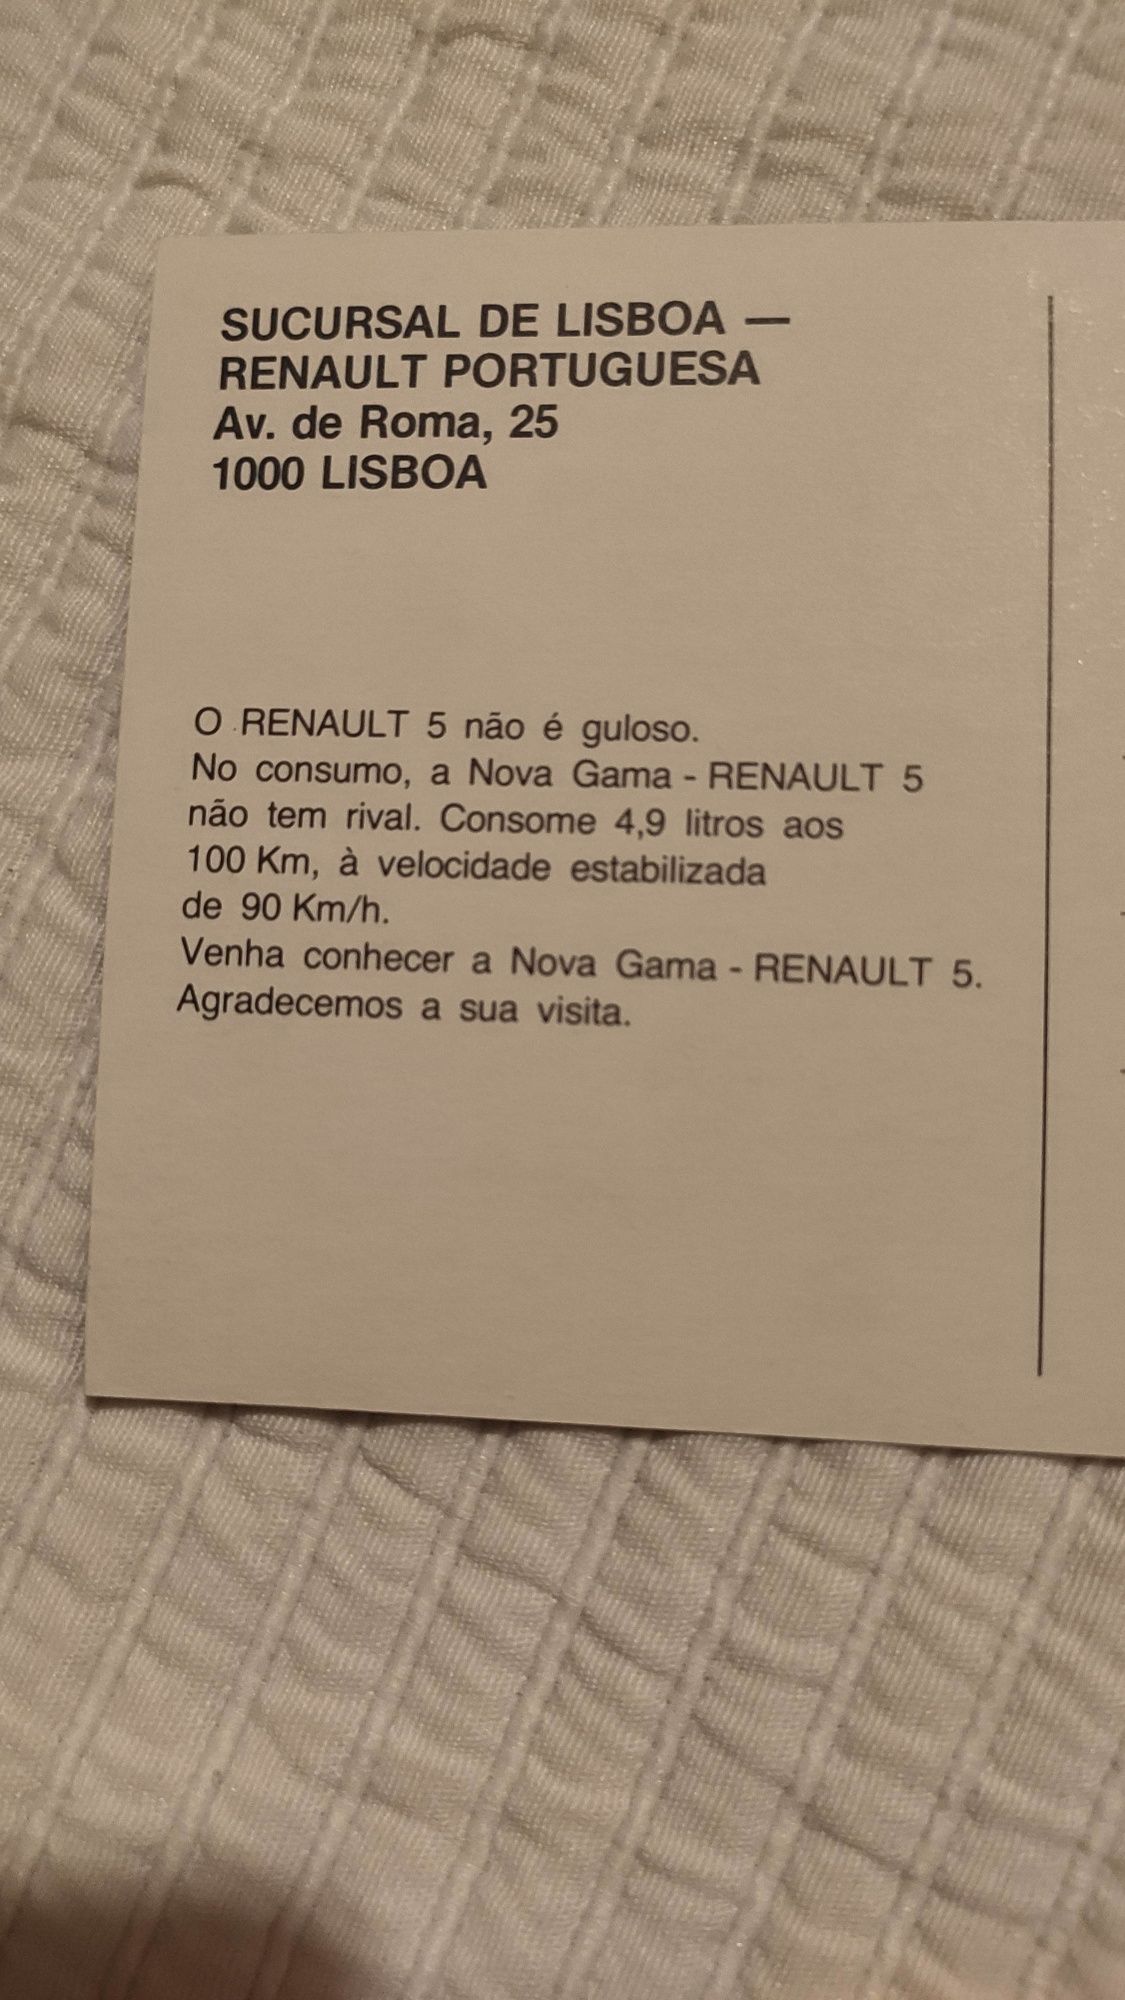 SUCURSAL DE LISBOA —
RENAULT PORTUGUESA
Av. de Roma, 25
1000 LISBOA
O RENAULT 5 não é guloso.
No consumo, a Nova Gama - RENAULT 5
não tem rival. Consome 4,9 litros aos
100 Km, à velocidade estabilizada
de 90 Km/h.
Venha conhecer a Nova Gama - RENAULT 5.
Agradecemos a sua visita.